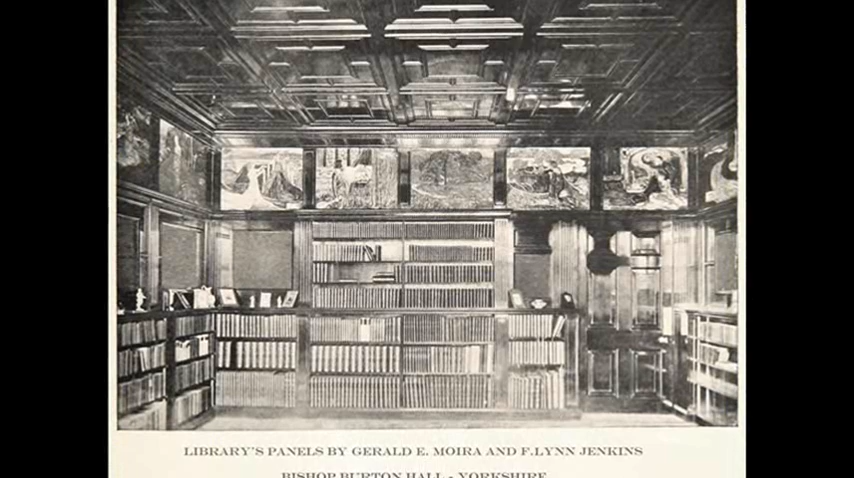 LIBRARY'S PANELS BY GERALD E. MOIRA AND F.LYNN JENKINS
BISHOP BURTON HALL - YORKSHIRE